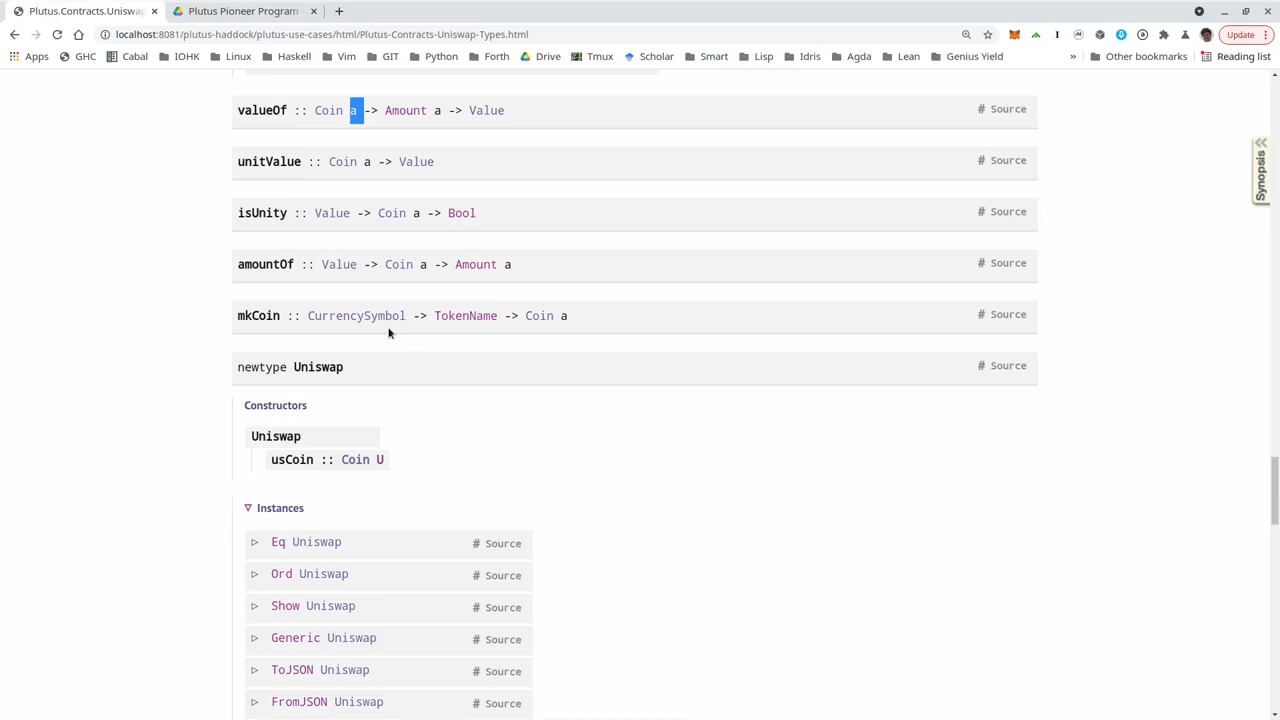 Plutus.Contracts.Uniswap
Plutus Pioneer Program -
localhost:8081/plutus-haddock/plutus-use-cases/html/Plutus-Contracts-Uniswap-Types.html
Update
Apps GHC Cabal IOHK Linux Haskell Vim GIT Python Forth Drive Tmux Scholar Smart Lisp Idris Agda Lean Genius Yield » Other bookmarks Reading list
valueOf :: Coin a -> Amount a -> Value # Source
unitValue :: Coin a -> Value # Source
isUnity :: Value -> Coin a -> Bool # Source
amountOf :: Value -> Coin a -> Amount a # Source
mkCoin :: CurrencySymbol -> TokenName -> Coin a # Source
newtype Uniswap # Source
Constructors
Uniswap
usCoin :: Coin U
Instances
Eq Uniswap # Source
Ord Uniswap # Source
Show Uniswap # Source
Generic Uniswap # Source
ToJSON Uniswap # Source
FromJSON Uniswap # Source
Synopsis